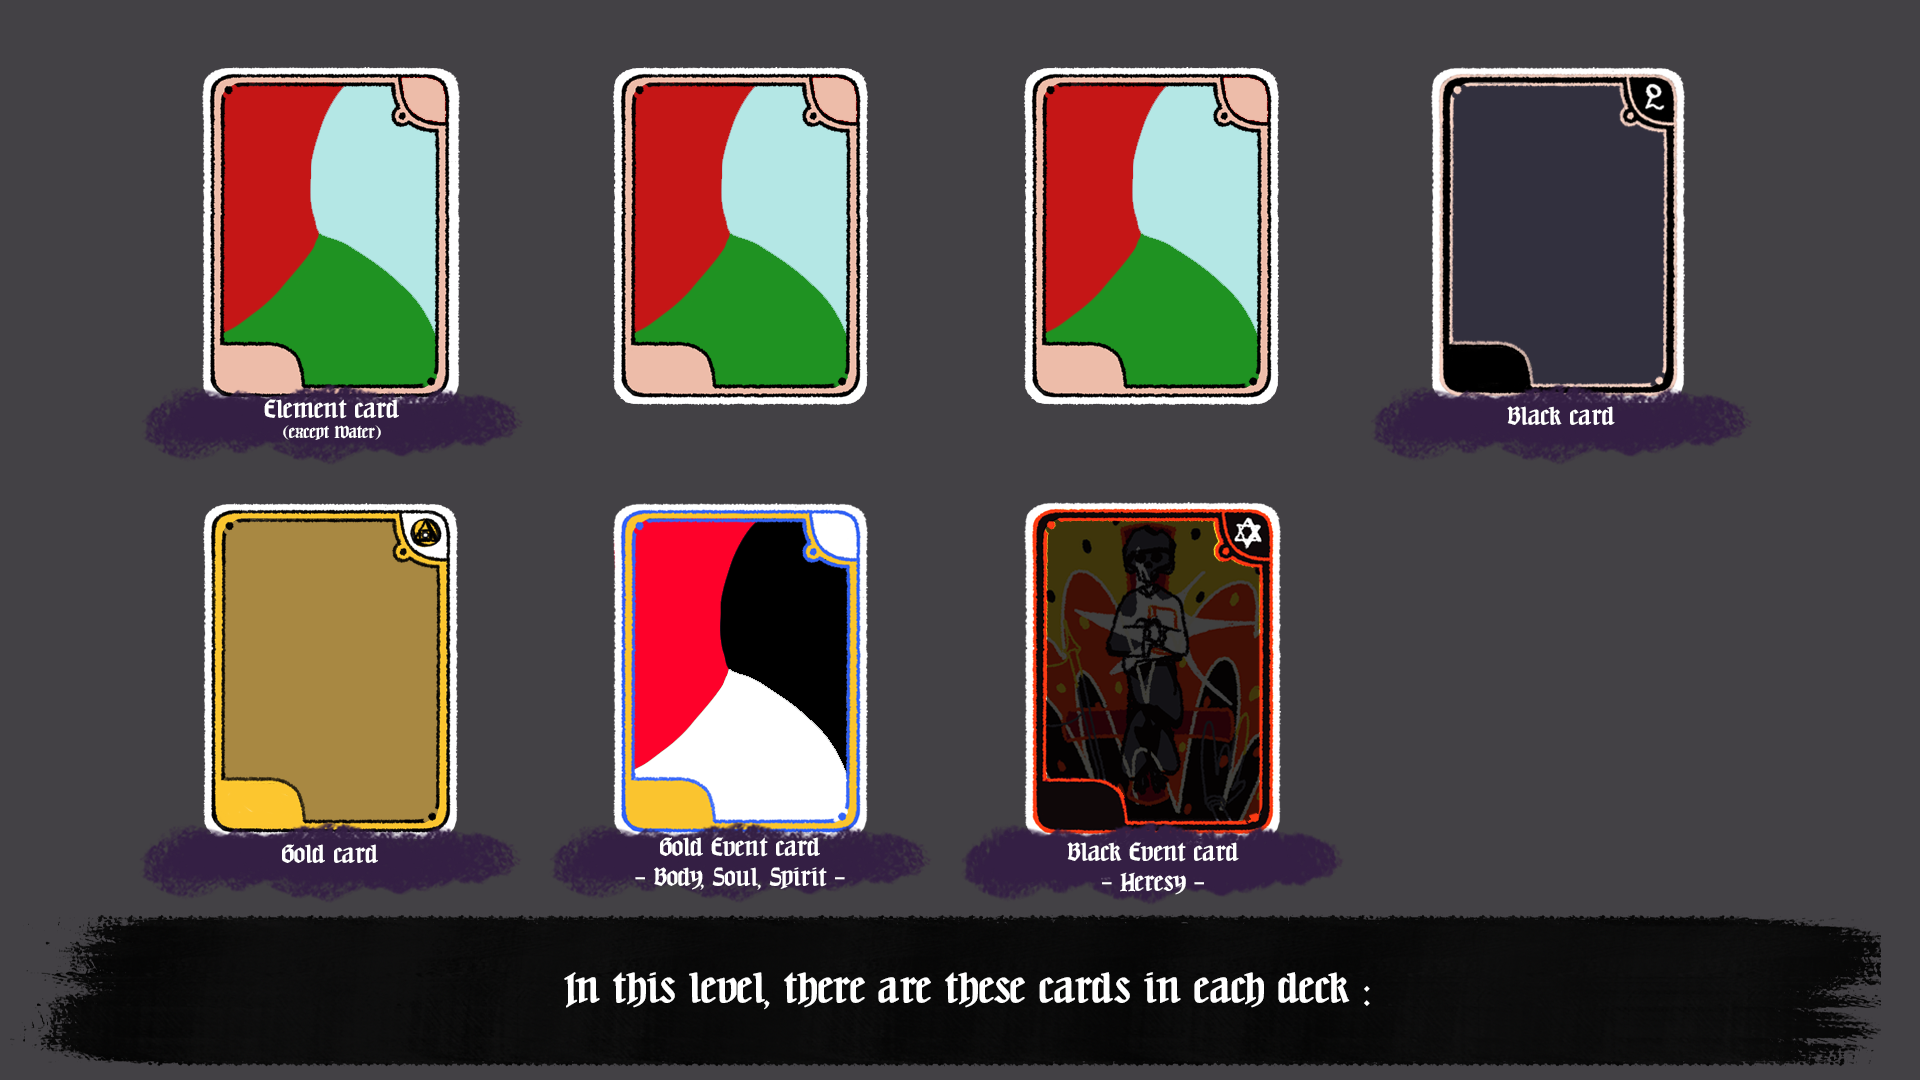 Element card
(except Water)
Black card
Gold card
Gold Event card
- Body, Soul, Spirit -
Black Event card
- Heresy -
In this level, there are these cards in each deck :